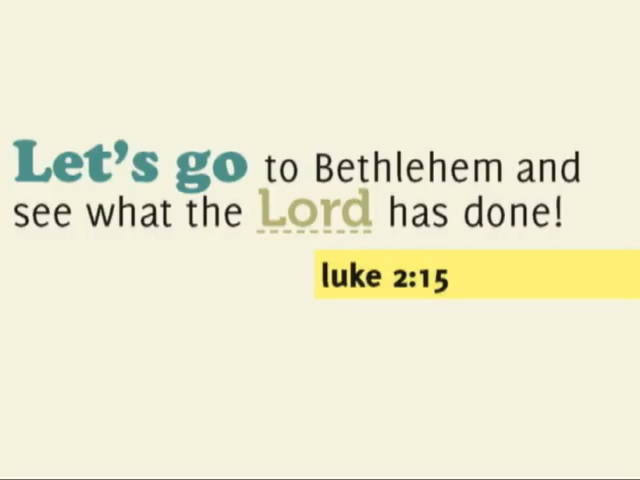 Let's go to Bethlehem and
see what the Lord has done!
luke 2:15